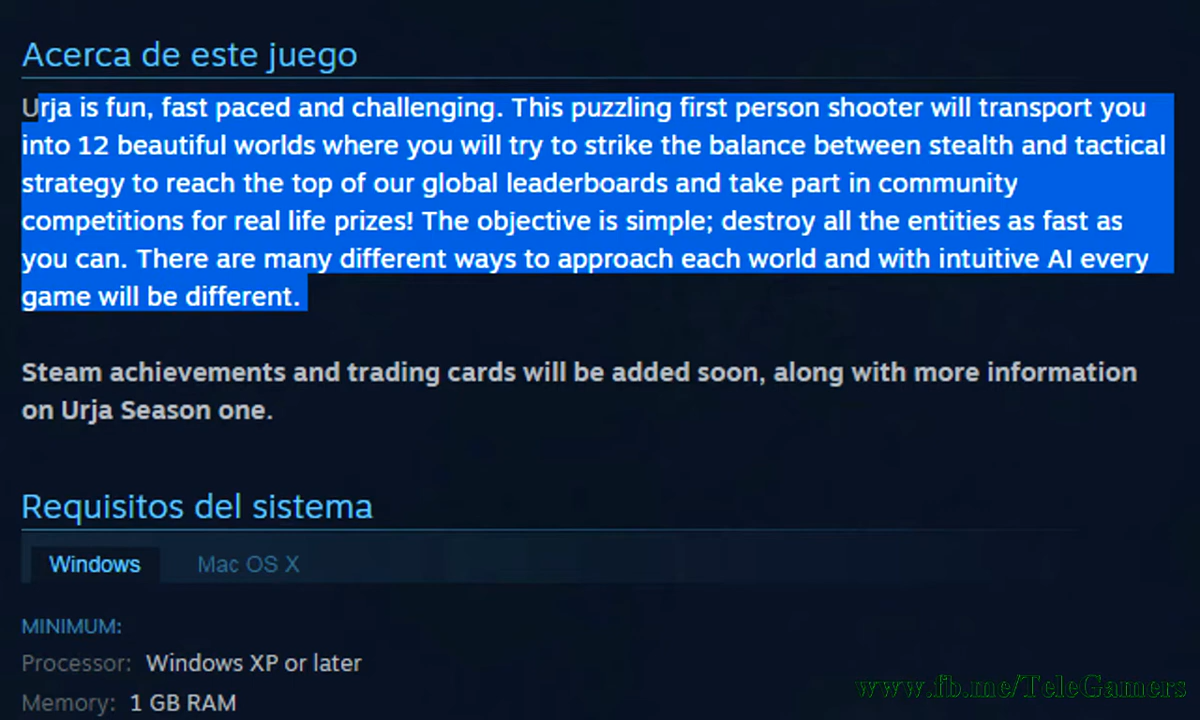 Acerca de este juego
Urja is fun, fast paced and challenging. This puzzling first person shooter will transport you
into 12 beautiful worlds where you will try to strike the balance between stealth and tactical
strategy to reach the top of our global leaderboards and take part in community
competitions for real life prizes! The objective is simple; destroy all the entities as fast as
you can. There are many different ways to approach each world and with intuitive AI every
game will be different.
Steam achievements and trading cards will be added soon, along with more information
on Urja Season one.
Requisitos del sistema
Windows Mac OS X
MINIMUM:
Processor: Windows XP or later
Memory: 1 GB RAM
www.fb.me/TeleGamers